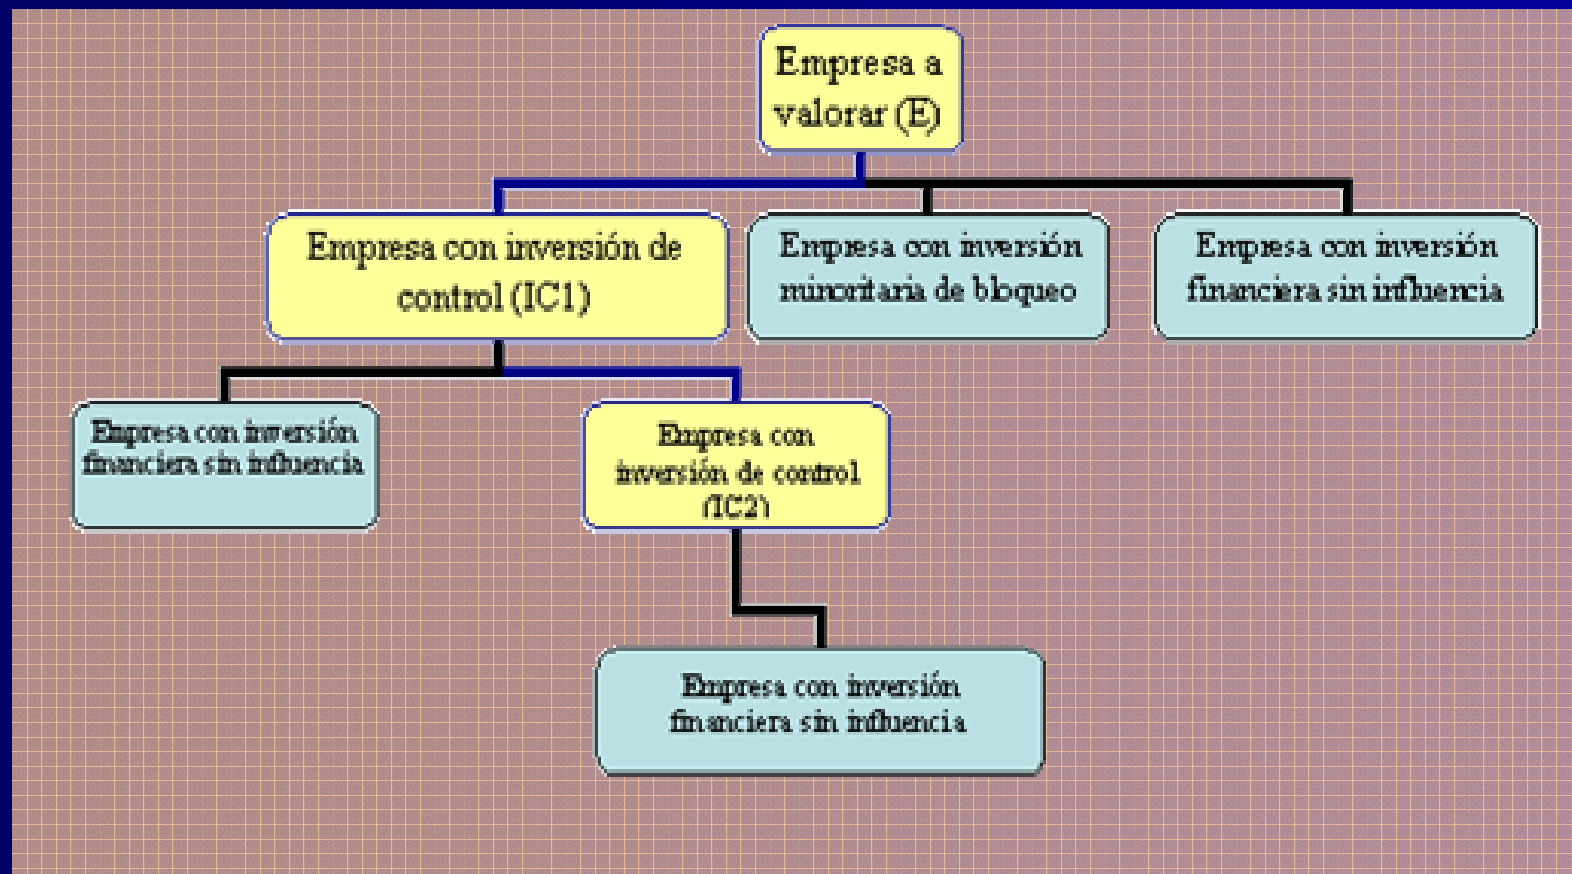 Empresa a
valorar (E)
Empresa con inversión de
control (IC1)
Empresa con inversión
minoritaria de bloqueo
Empresa con inversión
financiera sin influencia
Empresa con inversión
financiera sin influencia
Empresa con
inversión de control
(IC2)
Empresa con inversión
financiera sin influencia